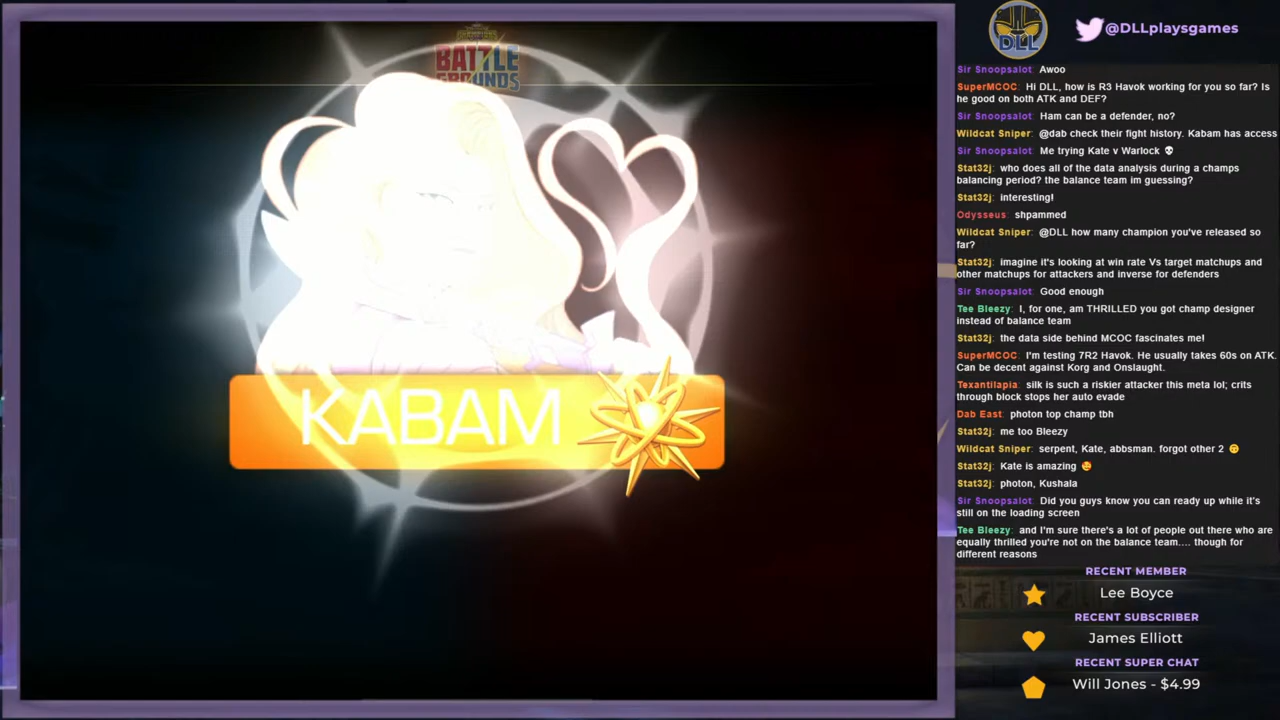 CHAMPIONS
BATTLE
GROUNDS
KABAM
DLL
@DLLplaysgames
Sir Snoopsalot: Awoo
SuperMCOC: Hi DLL, how is R3 Havok working for you so far? Is
he good on both ATK and DEF?
Sir Snoopsalot: Ham can be a defender, no?
Wildcat Sniper: @dab check their fight history. Kabam has access
Sir Snoopsalot: Me trying Kate v Warlock 💀
Stat32j: who does all of the data analysis during a champs
balancing period? the balance team im guessing?
Stat32j: interesting!
Odysseus: shpammed
Wildcat Sniper: @DLL how many champion you've released so
far?
Stat32j: imagine it's looking at win rate Vs target matchups and
other matchups for attackers and inverse for defenders
Sir Snoopsalot: Good enough
Tee Bleezy: I, for one, am THRILLED you got champ designer
instead of balance team
Stat32j: the data side behind MCOC fascinates me!
SuperMCOC: I'm testing 7R2 Havok. He usually takes 60s on ATK.
Can be decent against Korg and Onslaught.
Texantilapia: silk is such a riskier attacker this meta lol; crits
through block stops her auto evade
Dab East: photon top champ tbh
Stat32j: me too Bleezy
Wildcat Sniper: serpent, Kate, abbsman. forgot other 2 🙃
Stat32j: Kate is amazing 🥰
Stat32j: photon, Kushala
Sir Snoopsalot: Did you guys know you can ready up while it's
still on the loading screen
Tee Bleezy: and I'm sure there's a lot of people out there who are
equally thrilled you're not on the balance team.... though for
different reasons
RECENT MEMBER
Lee Boyce
RECENT SUBSCRIBER
James Elliott
RECENT SUPER CHAT
Will Jones - $4.99